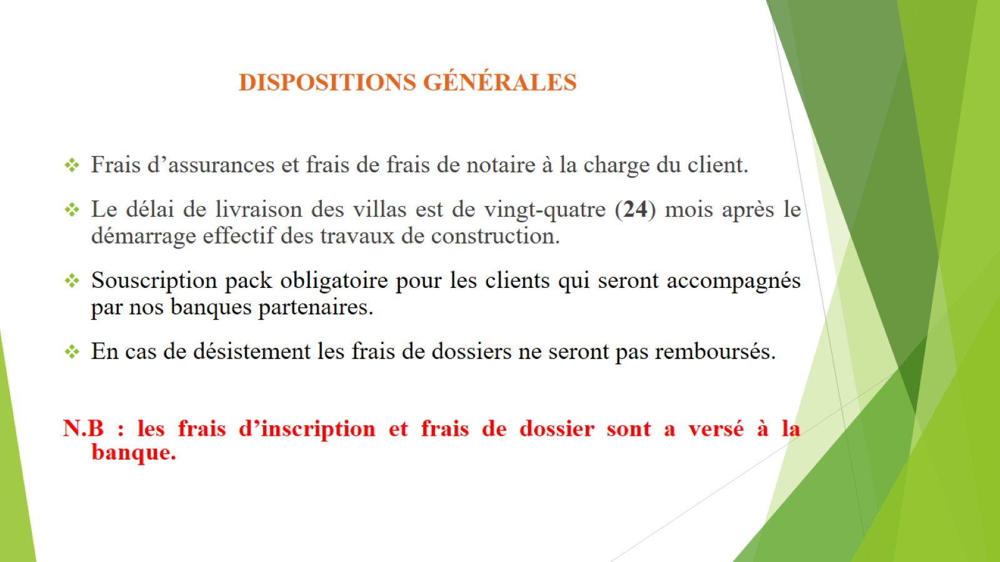 DISPOSITIONS GÉNÉRALES
Frais d’assurances et frais de frais de notaire à la charge du client.
Le délai de livraison des villas est de vingt-quatre (24) mois après le
démarrage effectif des travaux de construction.
Souscription pack obligatoire pour les clients qui seront accompagnés
par nos banques partenaires.
En cas de désistement les frais de dossiers ne seront pas remboursés.
N.B : les frais d’inscription et frais de dossier sont a versé à la
banque.